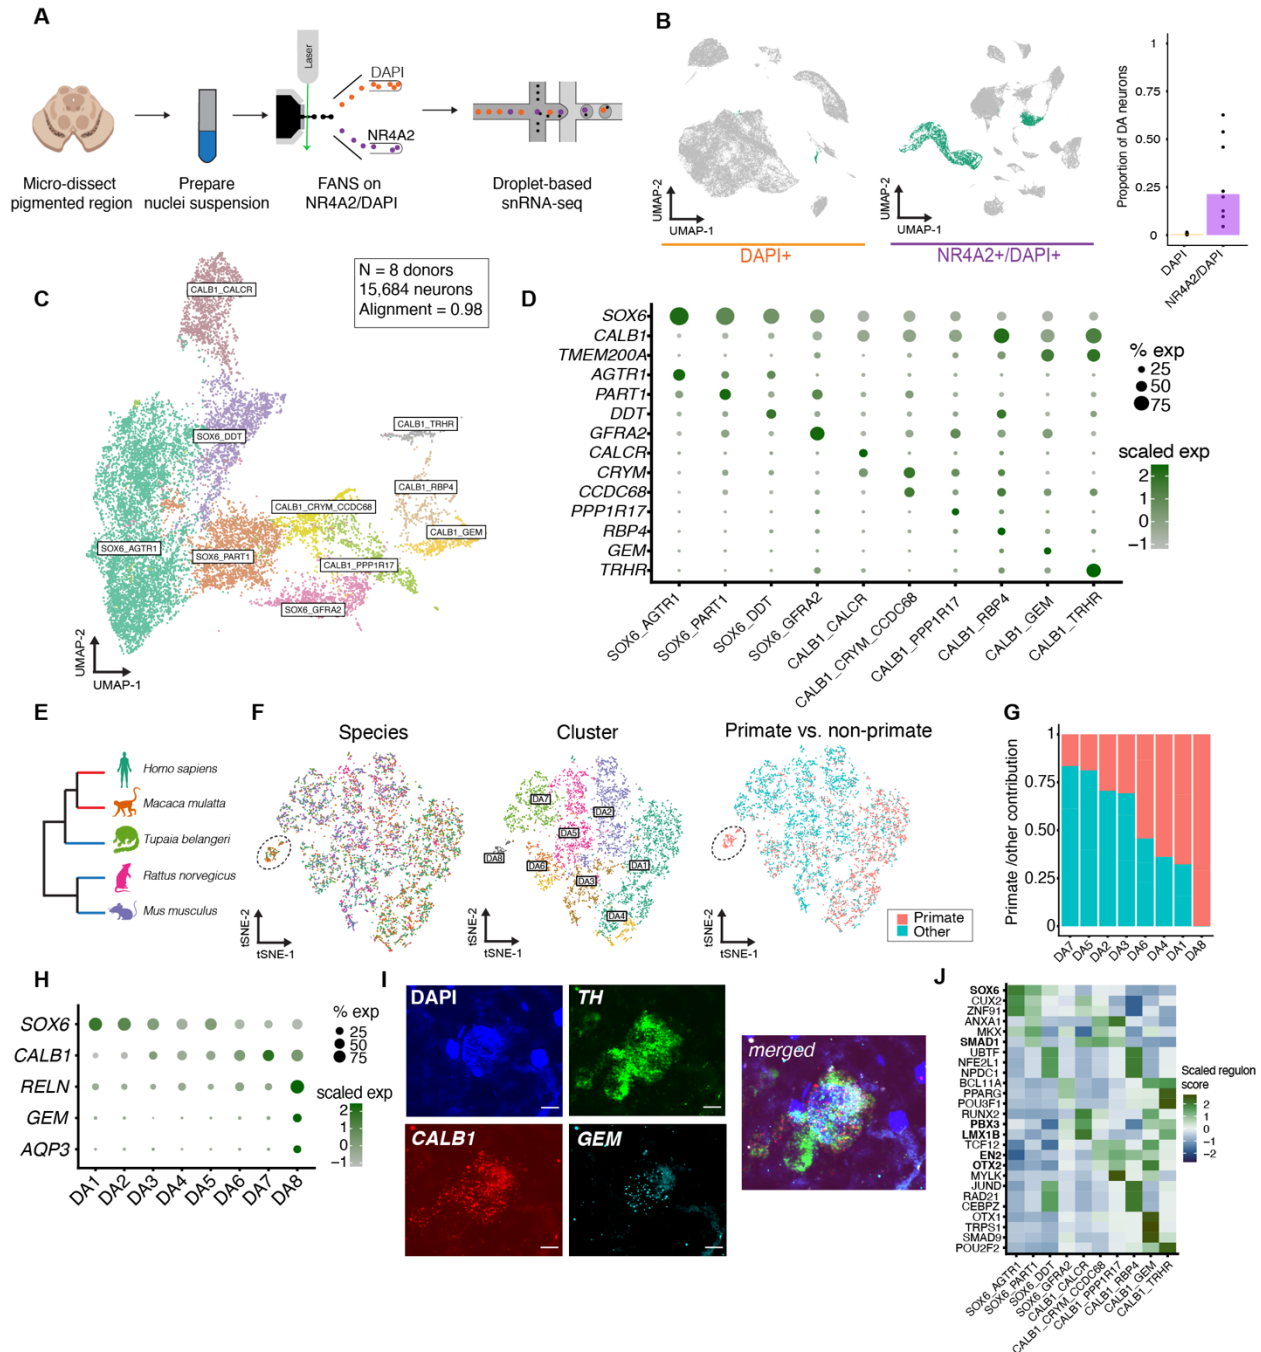 A
Laser
DAPI
NR4A2
Micro-dissect
pigmented region
Prepare
nuclei suspension
FANS on
NR4A2/DAPI
Droplet-based
snRNA-seq
B
UMAP-2
UMAP-1
DAPI+
UMAP-2
UMAP-1
NR4A2+/DAPI+
Proportion of DA neurons
1
0.75
0.50
0.25
0
DAPI
NR4A2/DAPI
C
N = 8 donors
15,684 neurons
Alignment = 0.98
CALB1_CALCR
SOX6_DDT
CALB1_TRHR
CALB1_RBP4
CALB1_CRYM_CCDC68
CALB1_GEM
SOX6_AGTR1
SOX6_PART1
CALB1_PPP1R17
SOX6_GFRA2
UMAP-2
UMAP-1
D
SOX6
CALB1
TMEM200A
AGTR1
PART1
DDT
GFRA2
CALCR
CRYM
CCDC68
PPP1R17
RBP4
GEM
TRHR
SOX6_AGTR1
SOX6_PART1
SOX6_DDT
SOX6_GFRA2
CALB1_CALCR
CALB1_CRYM_CCDC68
CALB1_PPP1R17
CALB1_RBP4
CALB1_GEM
CALB1_TRHR
% exp
25
50
75
scaled exp
2
1
0
−1
E
Homo sapiens
Macaca mulatta
Tupaia belangeri
Rattus norvegicus
Mus musculus
F
Species
Cluster
Primate vs. non-primate
DA7
DA2
DA5
DA8
DA6
DA1
DA3
DA4
tSNE-2
tSNE-1
tSNE-2
tSNE-1
tSNE-2
tSNE-1
Primate
Other
G
Primate /other contribution
1
0.75
0.50
0.25
0
DA7
DA5
DA2
DA3
DA6
DA4
DA1
DA8
H
SOX6
CALB1
RELN
GEM
AQP3
DA1
DA2
DA3
DA4
DA5
DA6
DA7
DA8
% exp
25
50
75
scaled exp
2
1
0
−1
I
DAPI
TH
CALB1
GEM
merged
J
SOX6
CUX2
ZNF91
ANXA1
MKX
SMAD1
UBTF
NFE2L1
NPDC1
BCL11A
PPARG
POU3F1
RUNX2
PBX3
LMX1B
TCF12
EN2
OTX2
MYLK
JUND
RAD21
CEBPZ
OTX1
TRPS1
SMAD9
POU2F2
SOX6_AGTR1
SOX6_PART1
SOX6_DDT
SOX6_GFRA2
CALB1_CALCR
CALB1_CRYM_CCDC68
CALB1_PPP1R17
CALB1_RBP4
CALB1_GEM
CALB1_TRHR
Scaled regulon
score
2
1
0
−1
−2